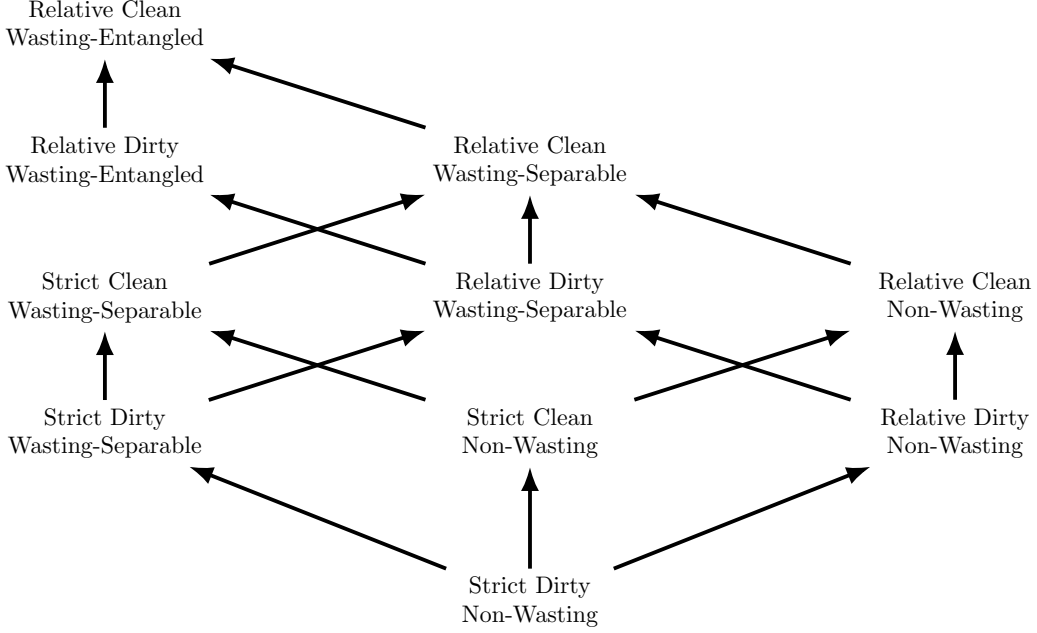 Relative Clean
Wasting-Entangled
Relative Dirty
Wasting-Entangled
Relative Clean
Wasting-Separable
Strict Clean
Wasting-Separable
Relative Dirty
Wasting-Separable
Relative Clean
Non-Wasting
Strict Dirty
Wasting-Separable
Strict Clean
Non-Wasting
Relative Dirty
Non-Wasting
Strict Dirty
Non-Wasting